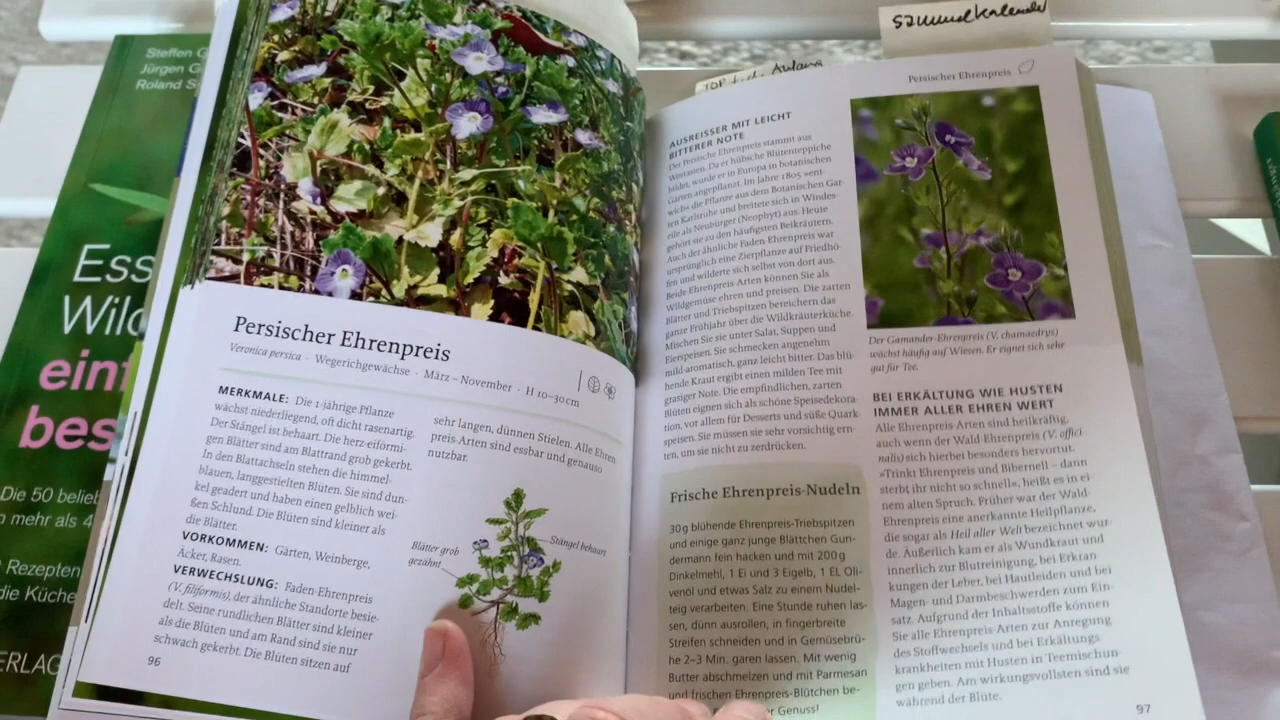 Steffen G
Jürgen G
Roland S
Ess
Wild
einf
bes
Die 50 belieb
n mehr als 4
Rezepten
die Küche
ERLAG
Persischer Ehrenpreis
Veronica persica · Wegerichgewächse · März – November · H 10–30 cm
MERKMALE: Die 1-jährige Pflanze
wächst niederliegend, oft dicht rasenartig.
Der Stängel ist behaart. Die herz-eiförmi-
gen Blätter sind am Blattrand grob gekerbt.
In den Blattachseln stehen die himmel-
blauen, langgestielten Blüten. Sie sind dun-
kel geadert und haben einen gelblich wei-
ßen Schlund. Die Blüten sind kleiner als
die Blätter.
VORKOMMEN: Gärten, Weinberge,
Äcker, Rasen.
VERWECHSLUNG: Faden-Ehrenpreis
(V. filiformis), der ähnliche Standorte besie-
delt. Seine rundlichen Blätter sind kleiner
als die Blüten und am Rand sind sie nur
schwach gekerbt. Die Blüten sitzen auf
sehr langen, dünnen Stielen. Alle Ehren
preis-Arten sind essbar und genauso
nutzbar.
Blätter grob
gezähnt
Stängel behaart
96
sammelkalender
TOP
Anfang
Persischer Ehrenpreis
AUSREISSER MIT LEICHT
BITTERER NOTE
Der Persische Ehrenpreis stammt aus
Westasien. Da er hübsche Blütenteppiche
bildet, wurde er in Europa in botanischen
Gärten angepflanzt. Im Jahre 1805 »ent
wich« die Pflanze aus dem Botanischen Gar-
ten Karlsruhe und breitete sich in Windes-
eile als Neubürger (Neophyt) aus. Heute
gehört sie zu den häufigsten Beikräutern.
Auch der ähnliche Faden-Ehrenpreis war
ursprünglich eine Zierpflanze auf Friedhö-
fen und wilderte sich selbst von dort aus.
Beide Ehrenpreis-Arten können Sie als
Wildgemüse ehren und preisen. Die zarten
Blätter und Triebspitzen bereichern das
ganze Frühjahr über die Wildkräuterküche.
Mischen Sie sie unter Salat, Suppen und
Eierspeisen. Sie schmecken angenehm
mild-aromatisch, ganz leicht bitter. Das blü-
hende Kraut ergibt einen milden Tee mit
grasiger Note. Die empfindlichen, zarten
Blüten eignen sich als schöne Speisedekora-
tion, vor allem für Desserts und süße Quark-
speisen. Sie müssen sie sehr vorsichtig ern-
ten, um sie nicht zu zerdrücken.
Frische Ehrenpreis-Nudeln
30 g blühende Ehrenpreis-Triebspitzen
und einige ganz junge Blättchen Gun-
dermann fein hacken und mit 200 g
Dinkelmehl, 1 Ei und 3 Eigelb, 1 EL Oli-
venöl und etwas Salz zu einem Nudel-
teig verarbeiten. Eine Stunde ruhen las-
sen, dünn ausrollen, in fingerbreite
Streifen schneiden und in Gemüsebrü-
he 2–3 Min. garen lassen. Mit wenig
Butter abschmelzen und mit Parmesan
und frischen Ehrenpreis-Blütchen be-
er Genuss!
Der Gamander-Ehrenpreis (V. chamaedrys)
wächst häufig auf Wiesen. Er eignet sich sehr
gut für Tee.
BEI ERKÄLTUNG WIE HUSTEN
IMMER ALLER EHREN WERT
Alle Ehrenpreis-Arten sind heilkräftig,
auch wenn der Wald-Ehrenpreis (V. offici-
nalis) sich hierbei besonders hervortut.
»Trinkt Ehrenpreis und Bibernell – dann
sterbt ihr nicht so schnell«, heißt es in ei-
nem alten Spruch. Früher war der Wald-
Ehrenpreis eine anerkannte Heilpflanze,
die sogar als Heil aller Welt bezeichnet wur-
de. Äußerlich kam er als Wundkraut und
innerlich zur Blutreinigung, bei Erkran
kungen der Leber, bei Hautleiden und bei
Magen- und Darmbeschwerden zum Ein-
satz. Aufgrund der Inhaltsstoffe können
Sie alle Ehrenpreis-Arten zur Anregung
des Stoffwechsels und bei Erkältungs
krankheiten mit Husten in Teemischun-
gen geben. Am wirkungsvollsten sind sie
während der Blüte.
97